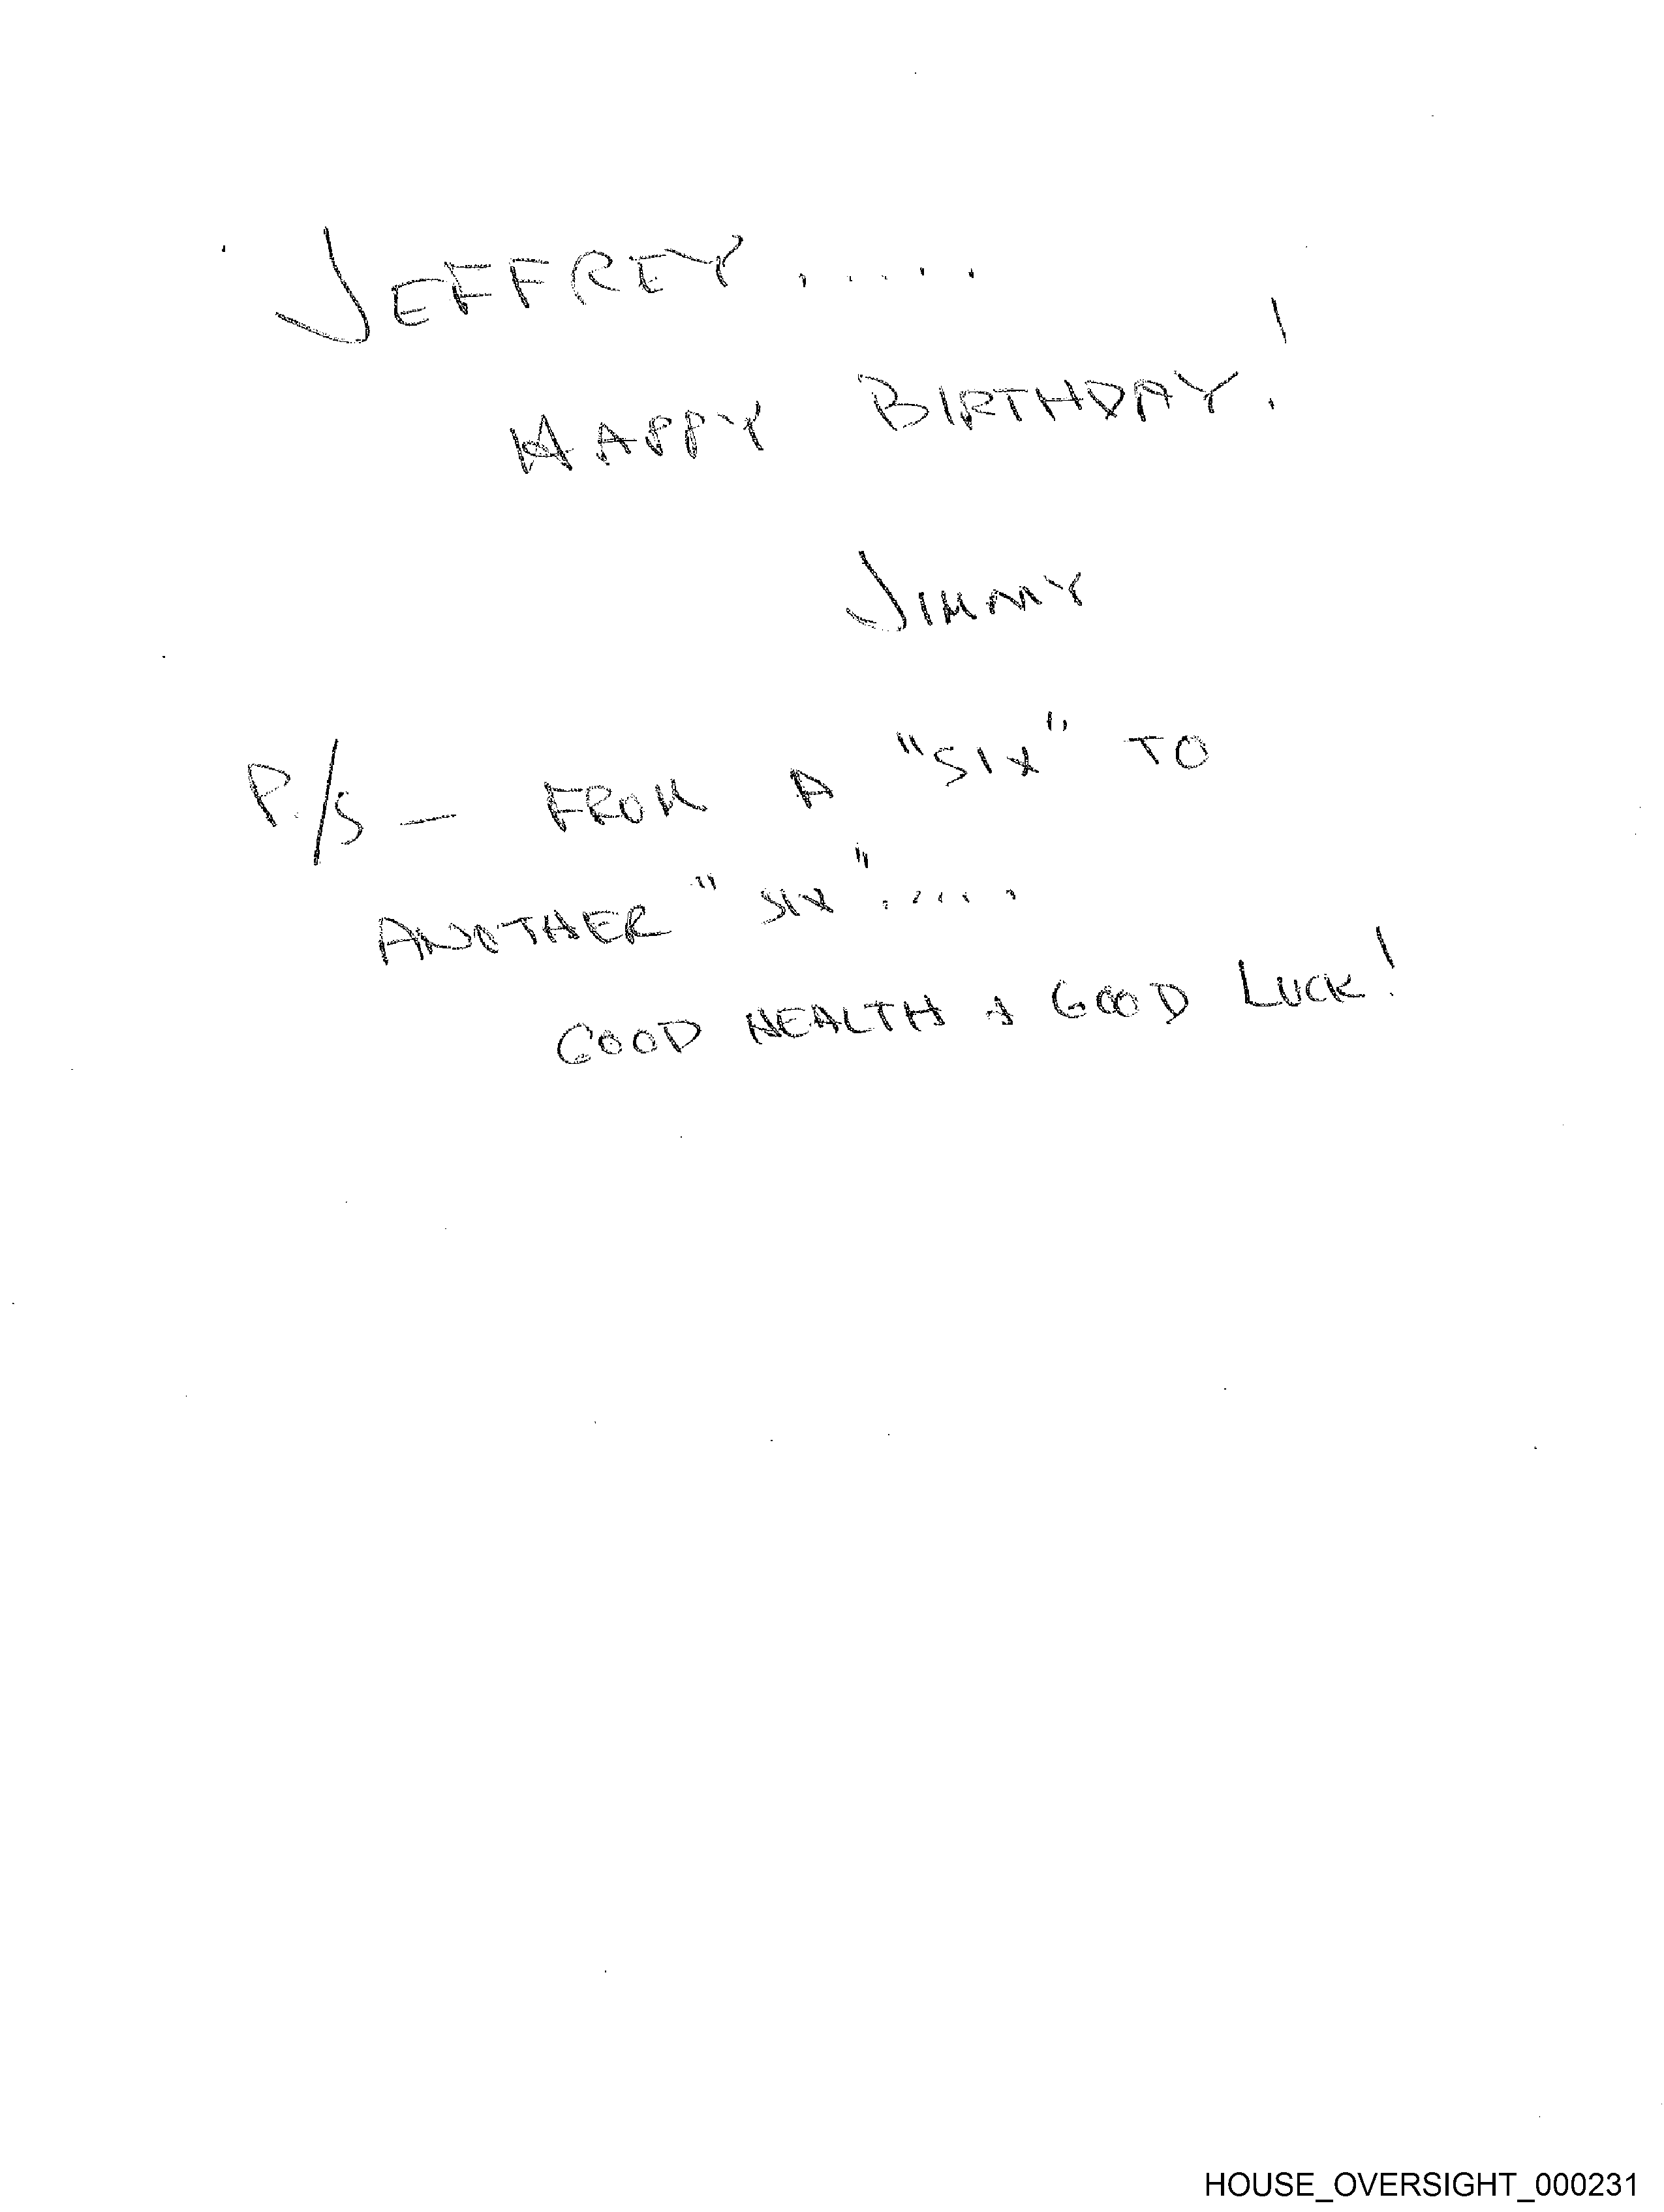 JEFFREY.....
HAPPY BIRTHDAY!
JIMMY
P./S — FROM A "SIX" TO
ANOTHER "SIX".....
GOOD HEALTH & GOOD LUCK!
HOUSE_OVERSIGHT_000231